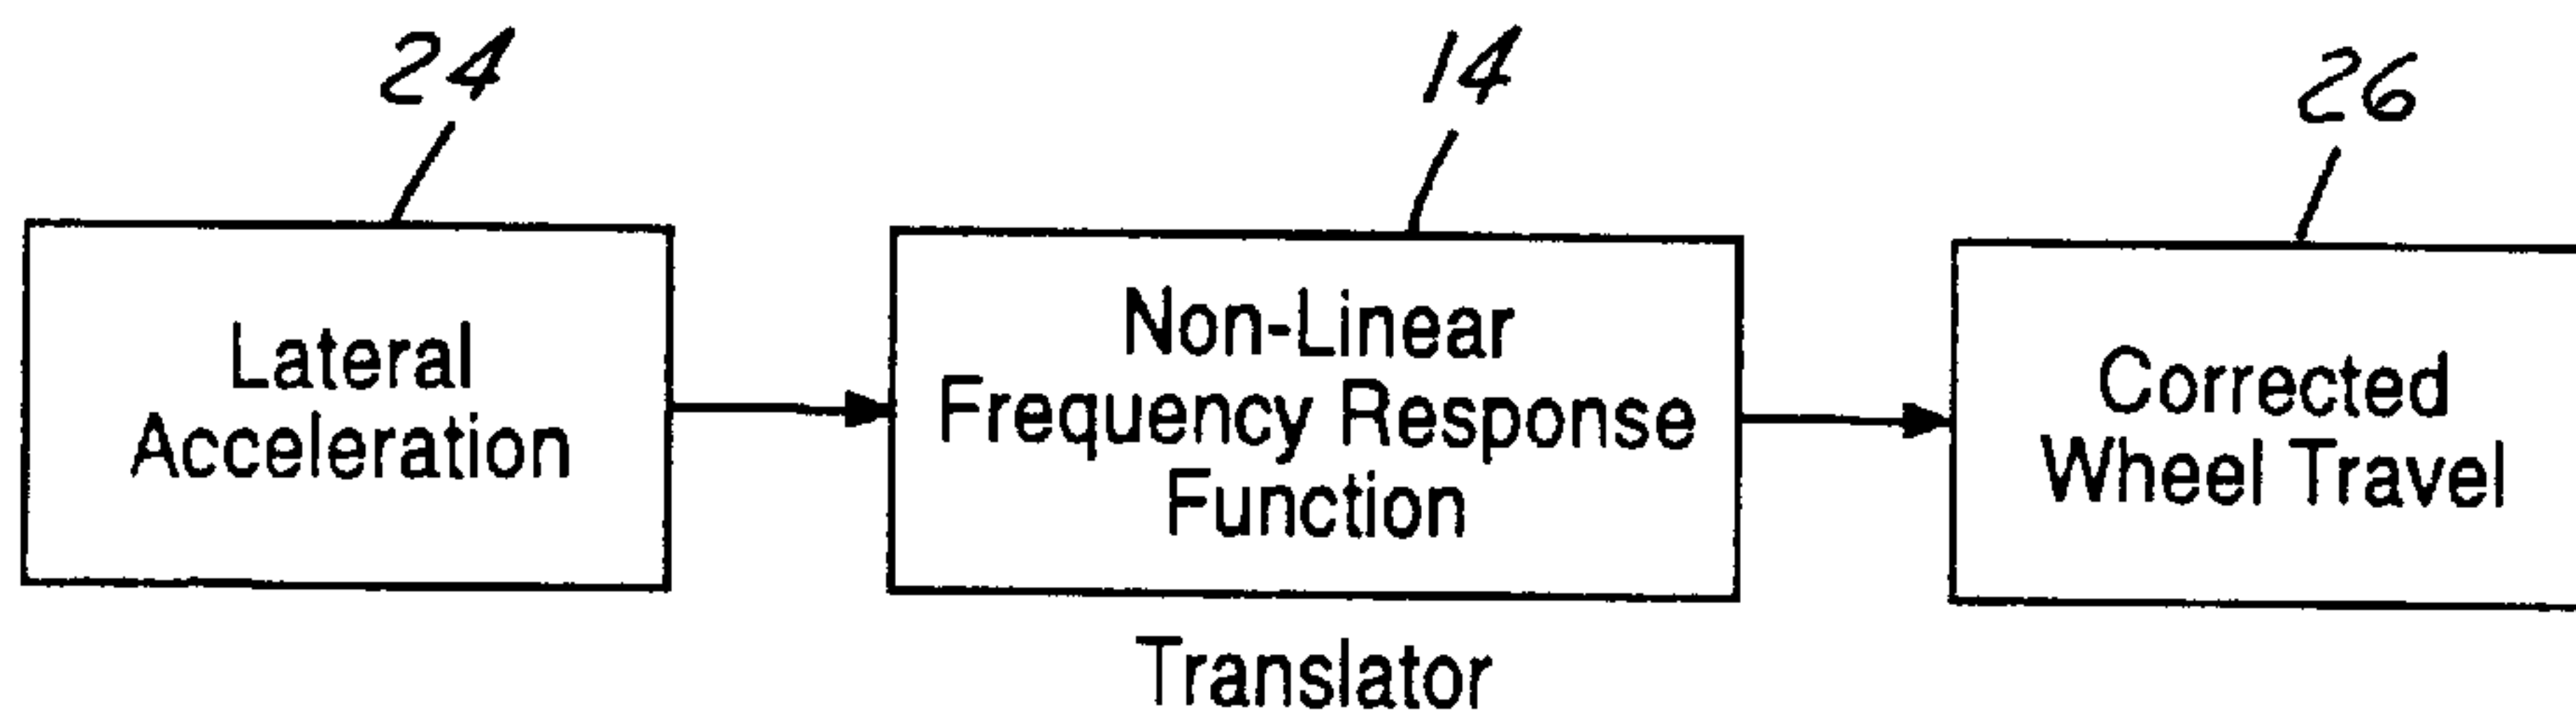 24
14
26
Lateral
Acceleration
Non-Linear
Frequency Response
Function
Corrected
Wheel Travel
Translator